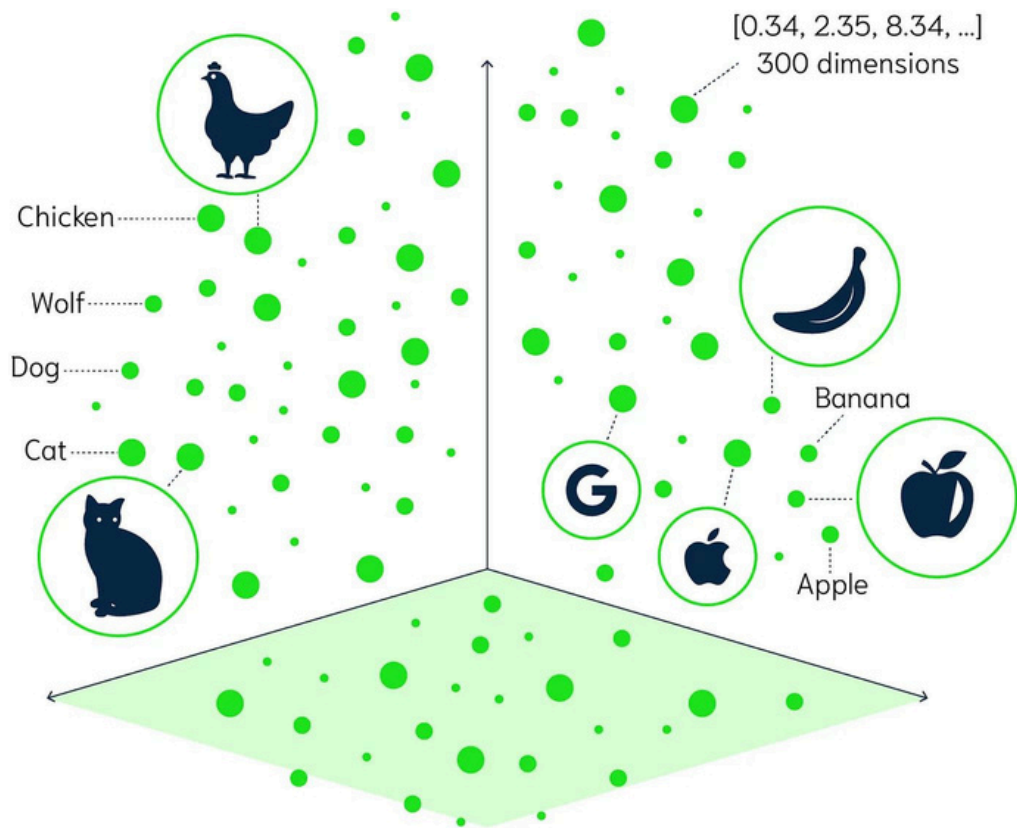 [0.34, 2.35, 8.34, ...]
300 dimensions
Chicken
Wolf
Dog
Cat
G
Banana
Apple